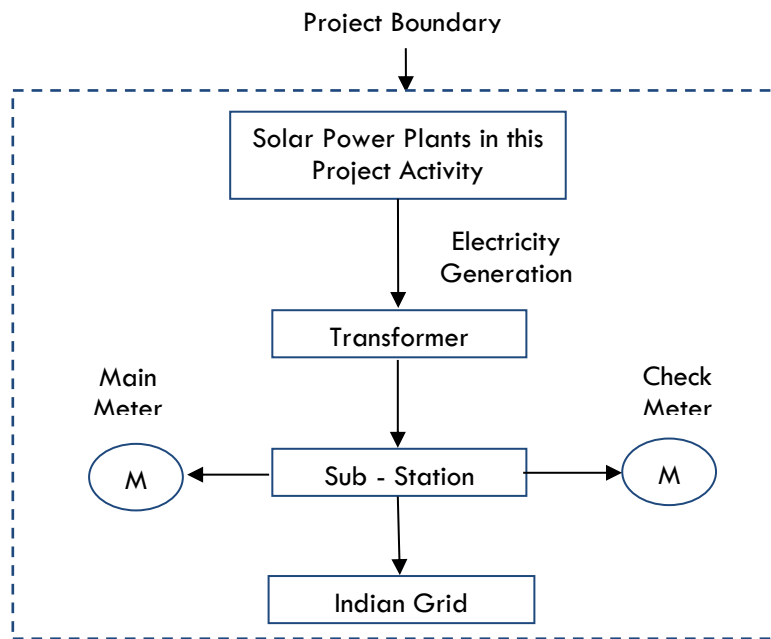 Project Boundary
Solar Power Plants in this
Project Activity
Electricity
Generation
Transformer
Main
Meter
Check
Meter
M
Sub - Station
M
Indian Grid